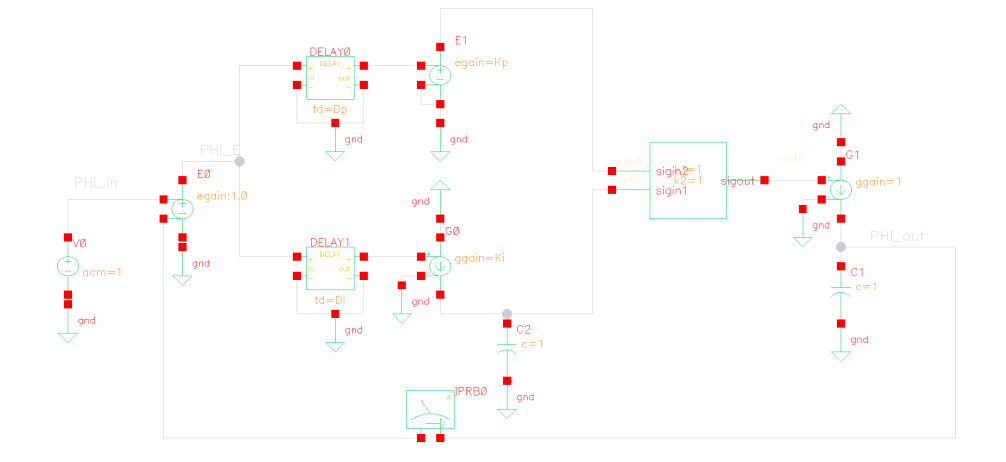 DELAY0
DELAY
+ in - out
td=Dp
gnd
E1
egain=Kp
gnd
PHI_E
E0
egain:1.0
gnd
PHI_in
V0
acm=1
gnd
gnd
G0
ggain=Ki
gnd
DELAY1
DELAY
+ in - out
td=Di
gnd
C2
c=1
gnd
IPRB0
A
sigin2
sigin1
k2=1
sigout
net8
gnd
G1
ggain=1
gnd
PHI_out
C1
c=1
gnd